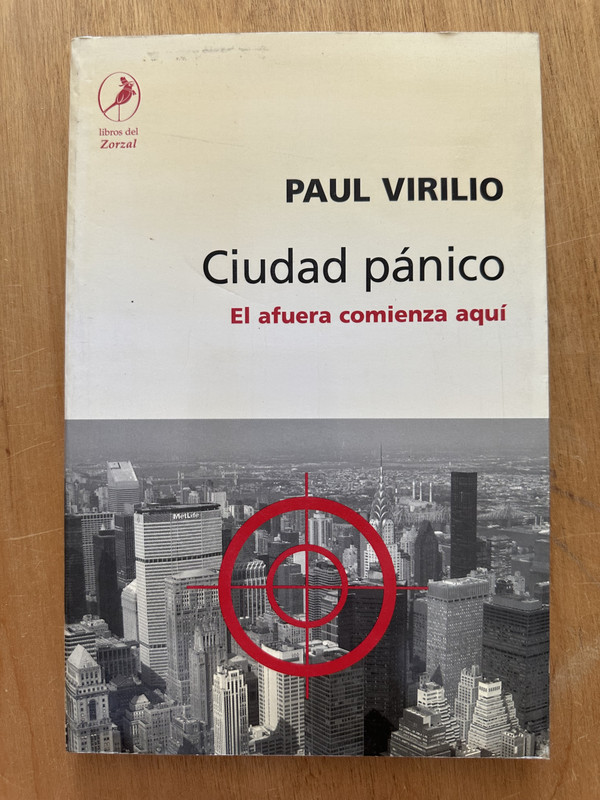 libros del
Zorzal
PAUL VIRILIO
Ciudad pánico
El afuera comienza aquí
MetLife